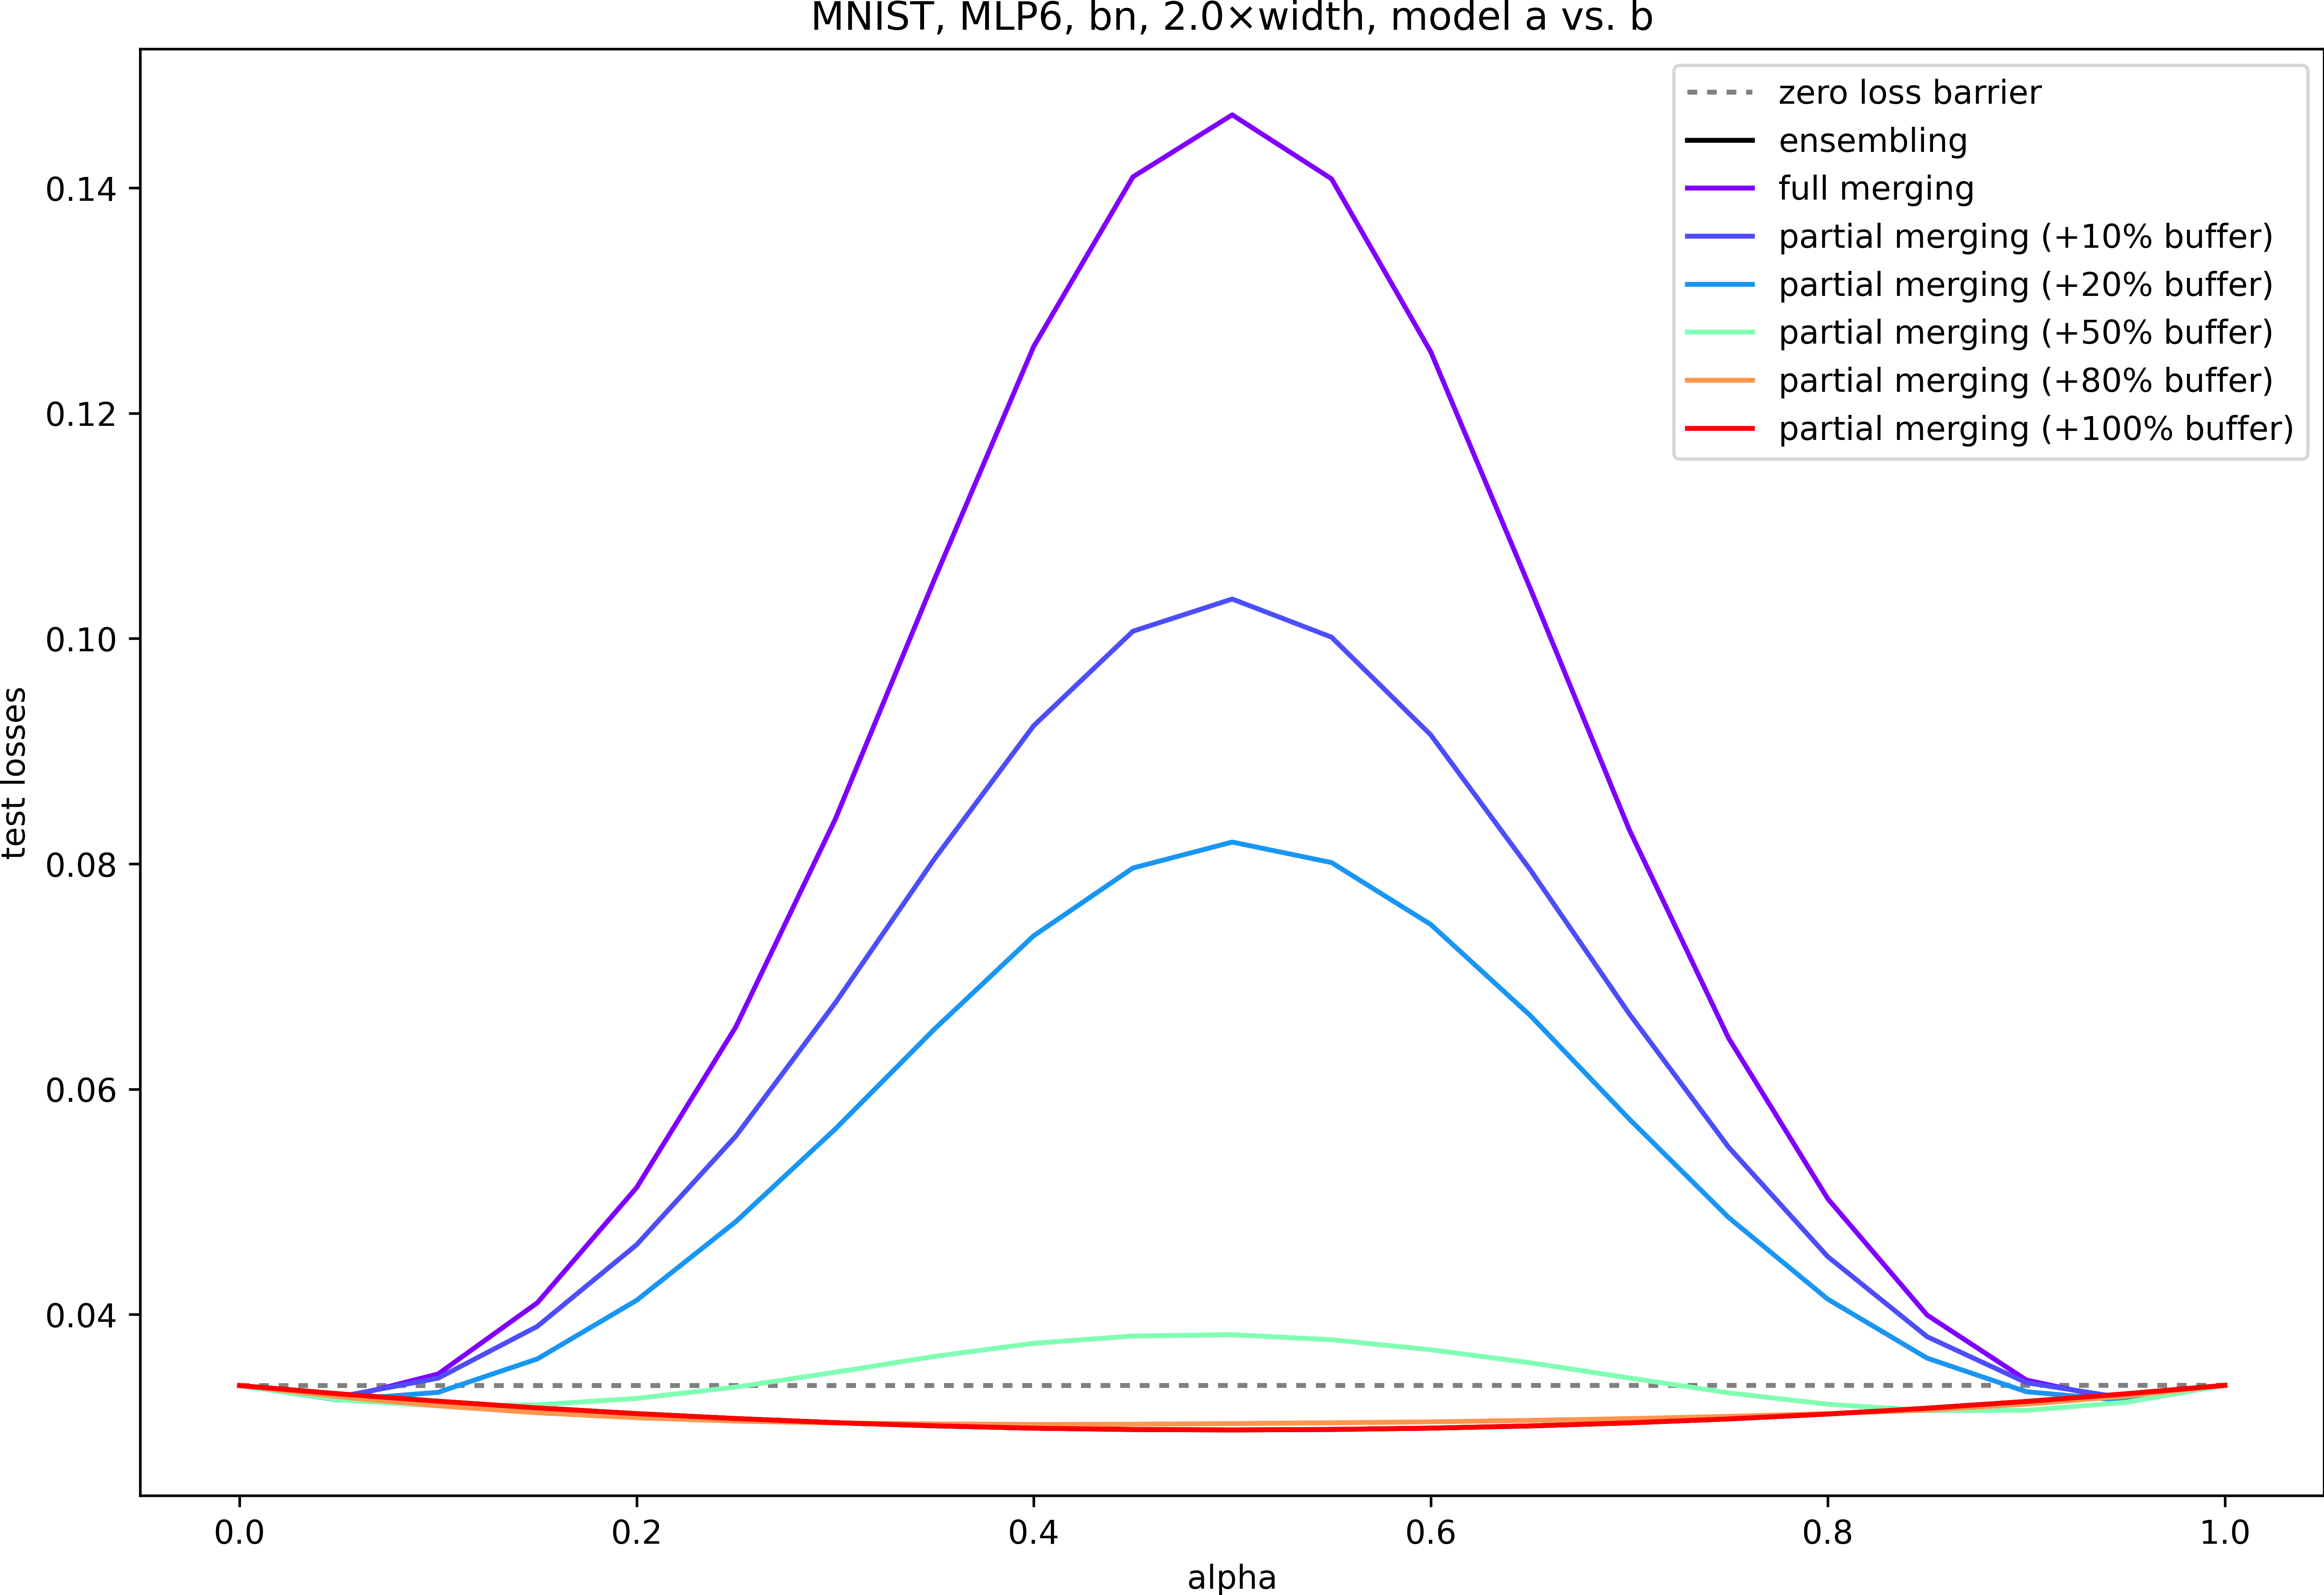 MNIST, MLP6, bn, 2.0×width, model a vs. b
zero loss barrier
ensembling
full merging
partial merging (+10% buffer)
partial merging (+20% buffer)
partial merging (+50% buffer)
partial merging (+80% buffer)
partial merging (+100% buffer)
test losses
0.14
0.12
0.10
0.08
0.06
0.04
0.0 0.2 0.4 0.6 0.8 1.0
alpha